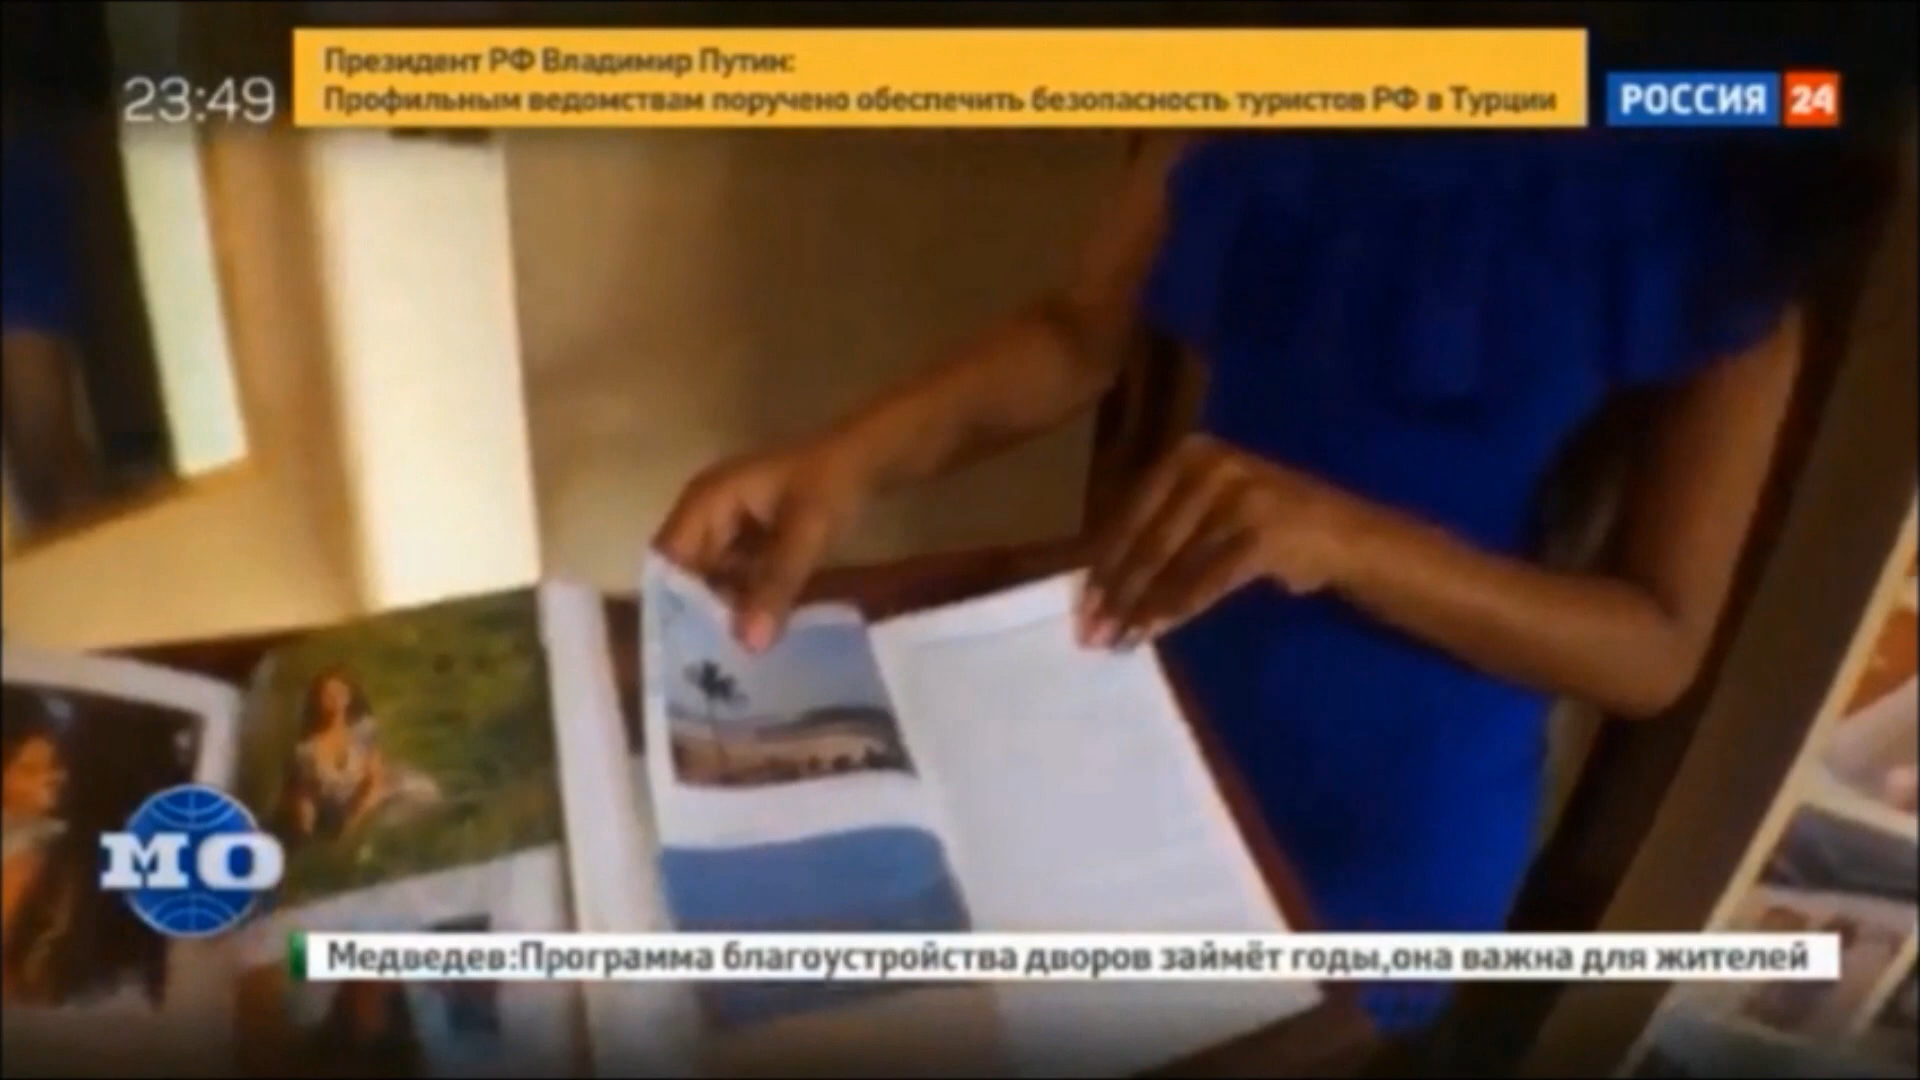 Президент РФ Владимир Путин:
23:49
Профильным ведомствам поручено обеспечить безопасность туристов РФ в Турции
РОССИЯ 24
МО
Медведев:Программа благоустройства дворов займёт годы,она важна для жителей